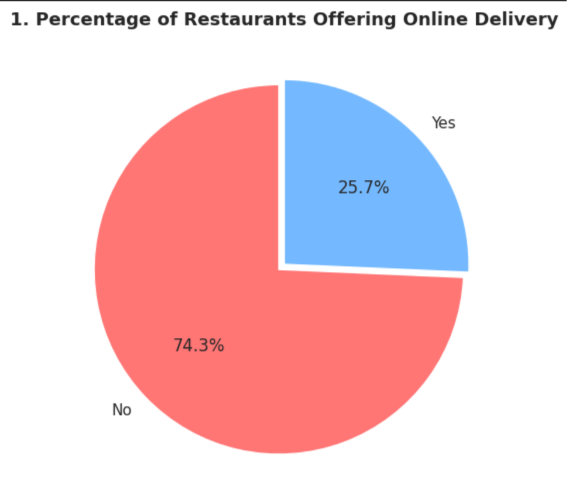 1. Percentage of Restaurants Offering Online Delivery
Yes
25.7%
74.3%
No